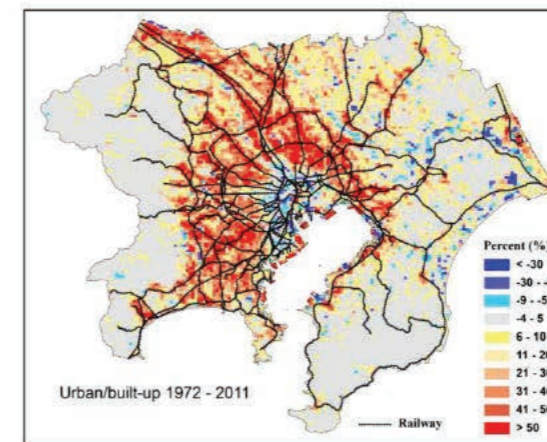 Percent (%)
< -30
-30 - -
-9 - -5
-4 - 5
6 - 10
11 - 20
21 - 30
31 - 40
41 - 50
> 50
Urban/built-up 1972 - 2011
Railway